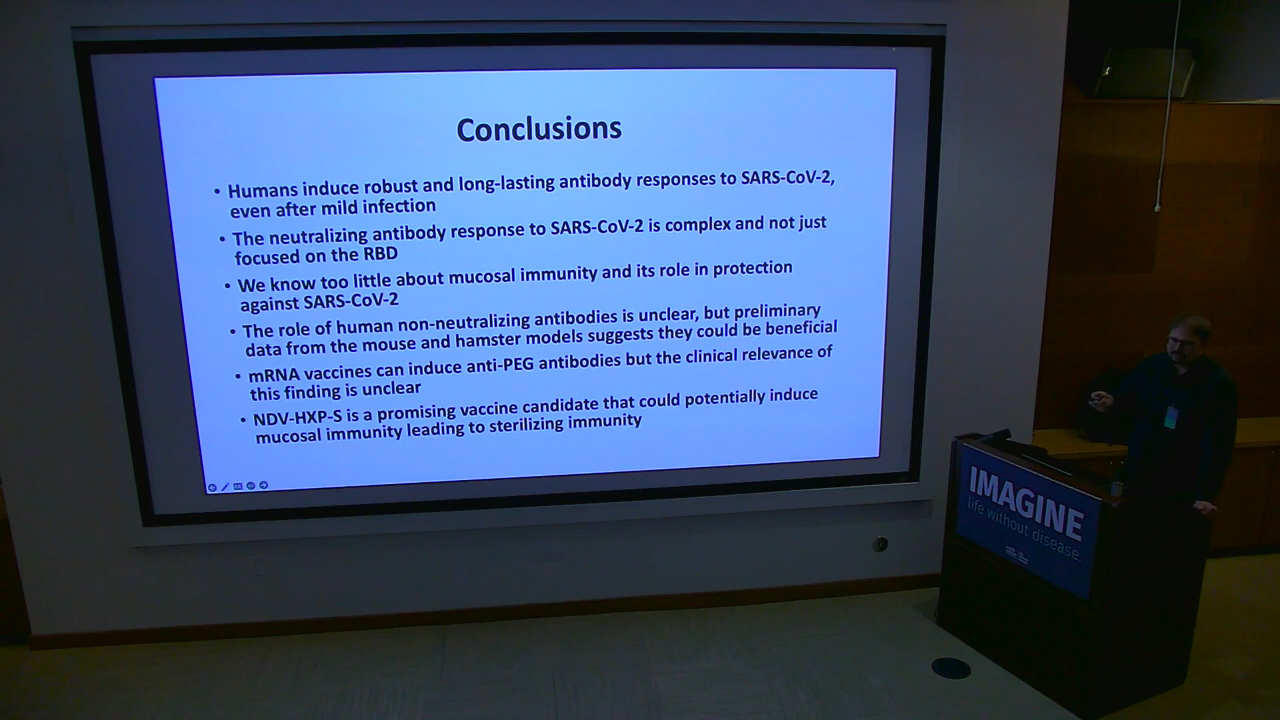 Conclusions
• Humans induce robust and long-lasting antibody responses to SARS-CoV-2,
even after mild infection
• The neutralizing antibody response to SARS-CoV-2 is complex and not just
focused on the RBD
• We know too little about mucosal immunity and its role in protection
against SARS-CoV-2
• The role of human non-neutralizing antibodies is unclear, but preliminary
data from the mouse and hamster models suggests they could be beneficial
• mRNA vaccines can induce anti-PEG antibodies but the clinical relevance of
this finding is unclear
• NDV-HXP-S is a promising vaccine candidate that could potentially induce
mucosal immunity leading to sterilizing immunity
IMAGINE
life without disease.